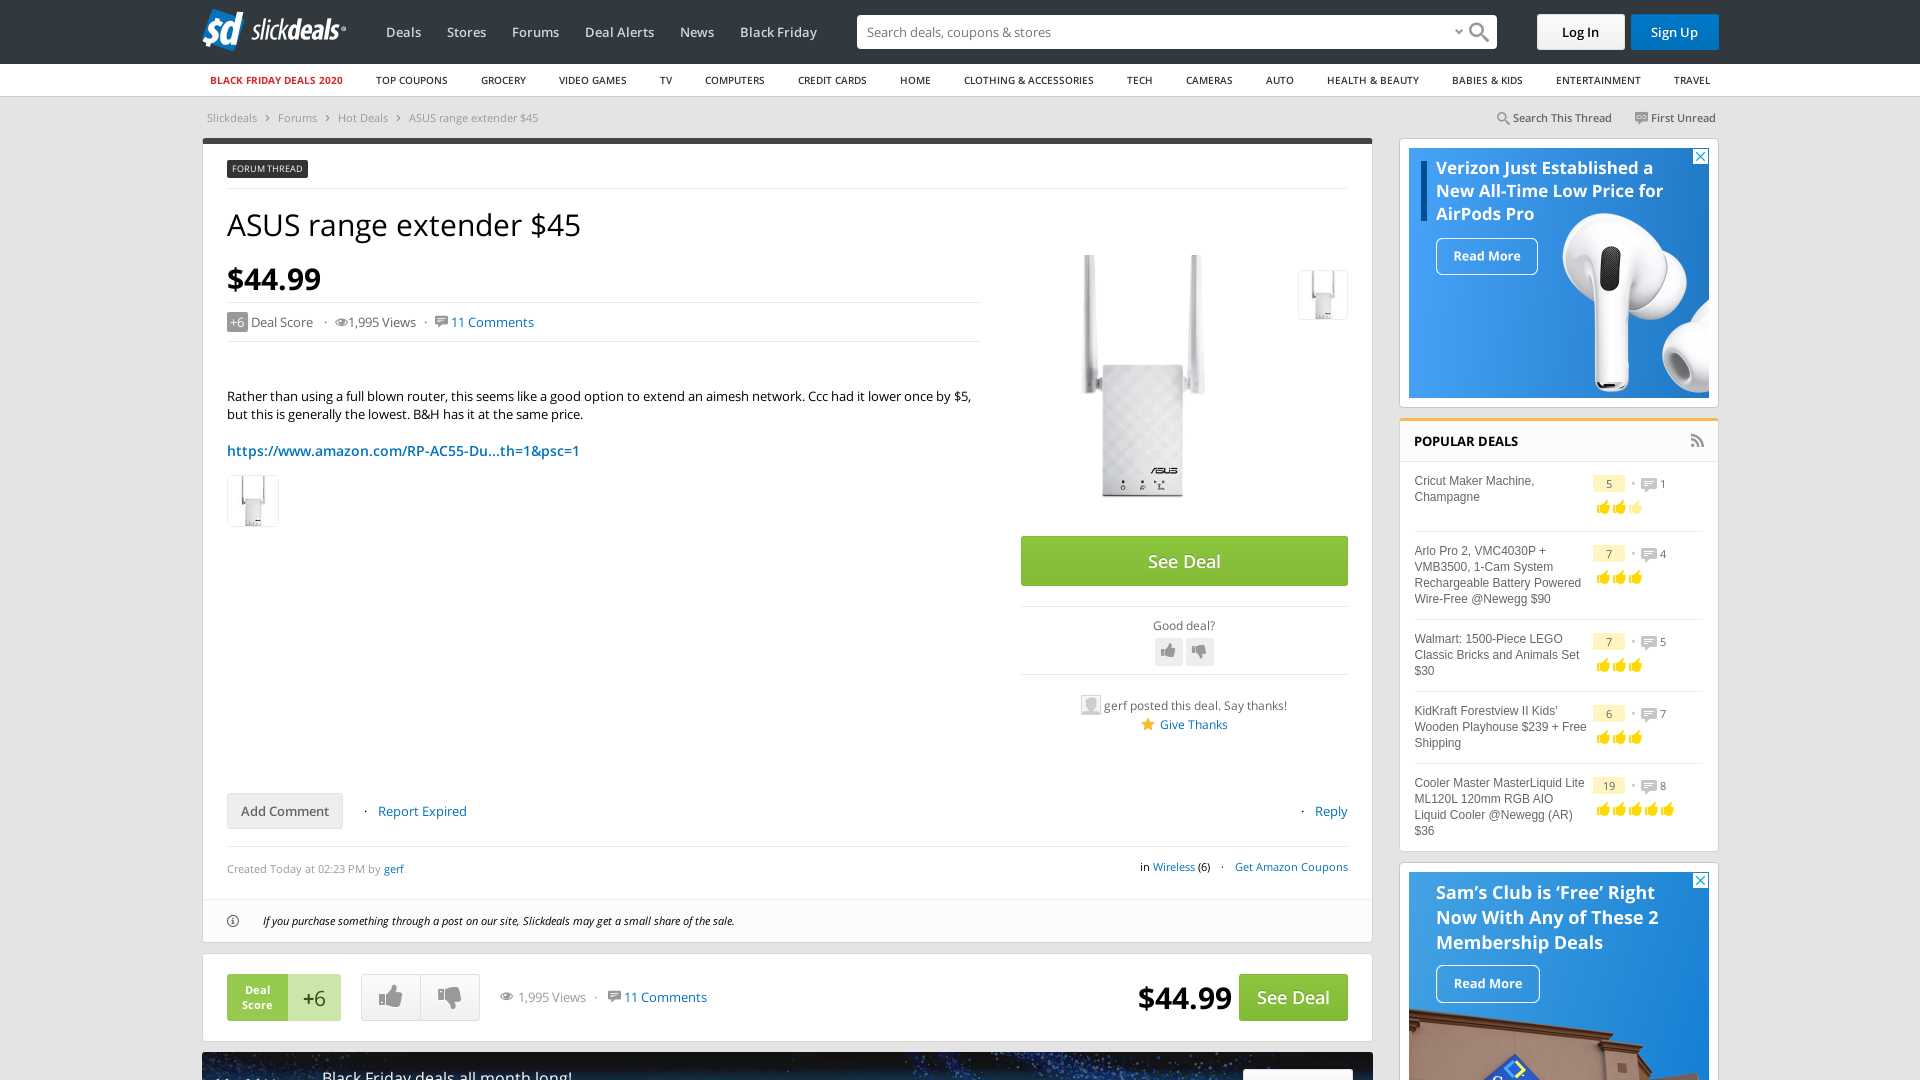 slickdeals
Deals
Stores
Forums
Deal Alerts
News
Black Friday
Search deals, coupons & stores
Log In
Sign Up
BLACK FRIDAY DEALS 2020
TOP COUPONS
GROCERY
VIDEO GAMES
TV
COMPUTERS
CREDIT CARDS
HOME
CLOTHING & ACCESSORIES
TECH
CAMERAS
AUTO
HEALTH & BEAUTY
BABIES & KIDS
ENTERTAINMENT
TRAVEL
Slickdeals > Forums > Hot Deals > ASUS range extender $45
Search This Thread
First Unread
FORUM THREAD
ASUS range extender $45
$44.99
+6 Deal Score · 1,995 Views · 11 Comments
Rather than using a full blown router, this seems like a good option to extend an aimesh network. Ccc had it lower once by $5,
but this is generally the lowest. B&H has it at the same price.
https://www.amazon.com/RP-AC55-Du...th=1&psc=1
ASUS
See Deal
Good deal?
gerf posted this deal. Say thanks!
Give Thanks
Add Comment · Report Expired
· Reply
Created Today at 02:23 PM by gerf
in Wireless (6) · Get Amazon Coupons
If you purchase something through a post on our site, Slickdeals may get a small share of the sale.
Deal
Score
+6
1,995 Views · 11 Comments
$44.99
See Deal
Black Friday deals all month long!
Verizon Just Established a
New All-Time Low Price for
AirPods Pro
Read More
POPULAR DEALS
Cricut Maker Machine,
Champagne
5 • 1
Arlo Pro 2, VMC4030P +
VMB3500, 1-Cam System
Rechargeable Battery Powered
Wire-Free @Newegg $90
7 • 4
Walmart: 1500-Piece LEGO
Classic Bricks and Animals Set
$30
7 • 5
KidKraft Forestview II Kids'
Wooden Playhouse $239 + Free
Shipping
6 • 7
Cooler Master MasterLiquid Lite
ML120L 120mm RGB AIO
Liquid Cooler @Newegg (AR)
$36
19 • 8
Sam's Club is ‘Free’ Right
Now With Any of These 2
Membership Deals
Read More